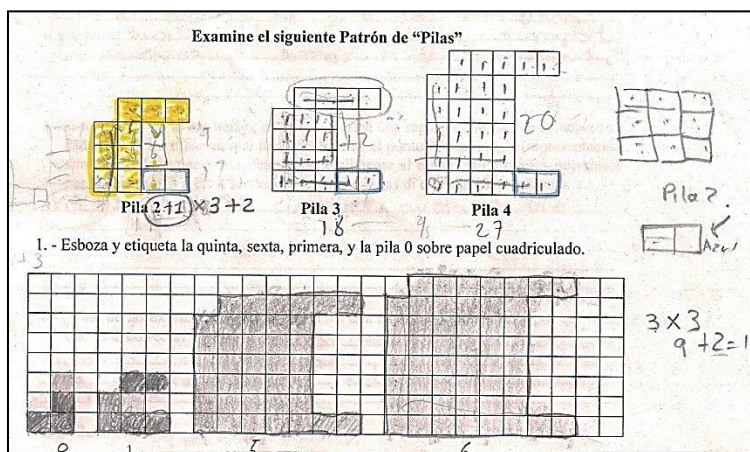 Examine el siguiente Patrón de “Pilas”
20
Pila 2+1 × 3 + 2
Pila 3
Pila 4
18
27
Pila 2.
Azul
1. - Esboza y etiqueta la quinta, sexta, primera, y la pila 0 sobre papel cuadriculado.
+3
3 × 3
9 + 2 = 1
0 1 5 6